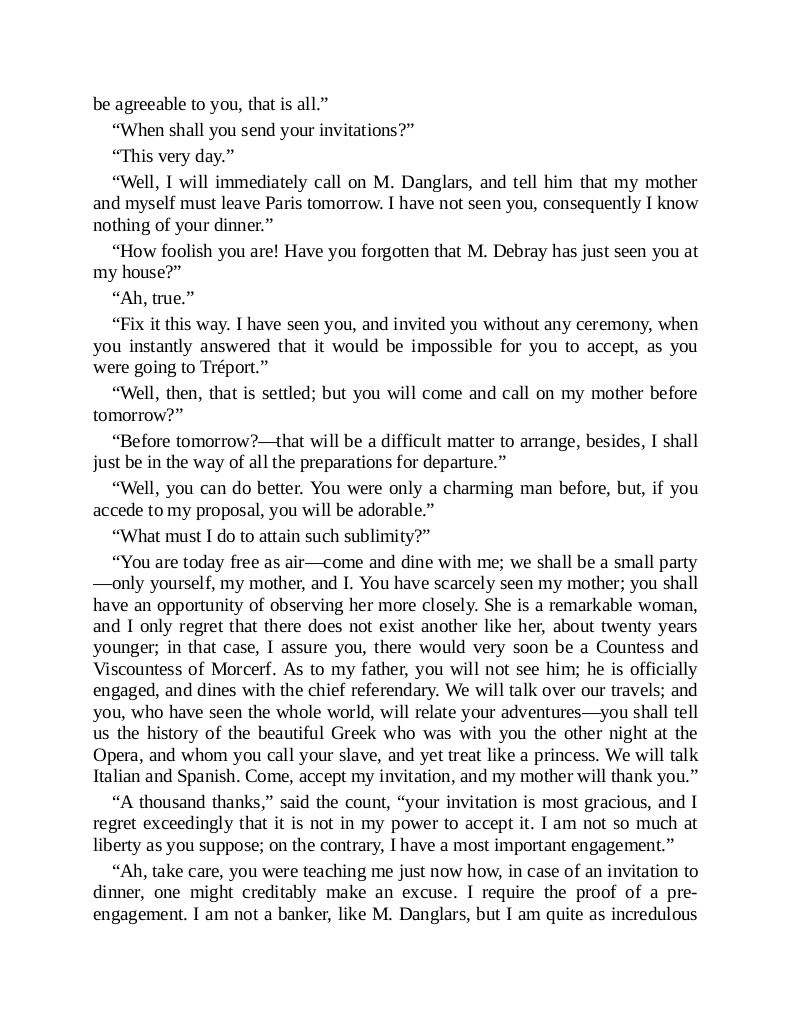 be agreeable to you, that is all.”
“When shall you send your invitations?”
“This very day.”
“Well, I will immediately call on M. Danglars, and tell him that my mother
and myself must leave Paris tomorrow. I have not seen you, consequently I know
nothing of your dinner.”
“How foolish you are! Have you forgotten that M. Debray has just seen you at
my house?”
“Ah, true.”
“Fix it this way. I have seen you, and invited you without any ceremony, when
you instantly answered that it would be impossible for you to accept, as you
were going to Tréport.”
“Well, then, that is settled; but you will come and call on my mother before
tomorrow?”
“Before tomorrow?—that will be a difficult matter to arrange, besides, I shall
just be in the way of all the preparations for departure.”
“Well, you can do better. You were only a charming man before, but, if you
accede to my proposal, you will be adorable.”
“What must I do to attain such sublimity?”
“You are today free as air—come and dine with me; we shall be a small party
—only yourself, my mother, and I. You have scarcely seen my mother; you shall
have an opportunity of observing her more closely. She is a remarkable woman,
and I only regret that there does not exist another like her, about twenty years
younger; in that case, I assure you, there would very soon be a Countess and
Viscountess of Morcerf. As to my father, you will not see him; he is officially
engaged, and dines with the chief referendary. We will talk over our travels; and
you, who have seen the whole world, will relate your adventures—you shall tell
us the history of the beautiful Greek who was with you the other night at the
Opera, and whom you call your slave, and yet treat like a princess. We will talk
Italian and Spanish. Come, accept my invitation, and my mother will thank you.”
“A thousand thanks,” said the count, “your invitation is most gracious, and I
regret exceedingly that it is not in my power to accept it. I am not so much at
liberty as you suppose; on the contrary, I have a most important engagement.”
“Ah, take care, you were teaching me just now how, in case of an invitation to
dinner, one might creditably make an excuse. I require the proof of a pre-
engagement. I am not a banker, like M. Danglars, but I am quite as incredulous